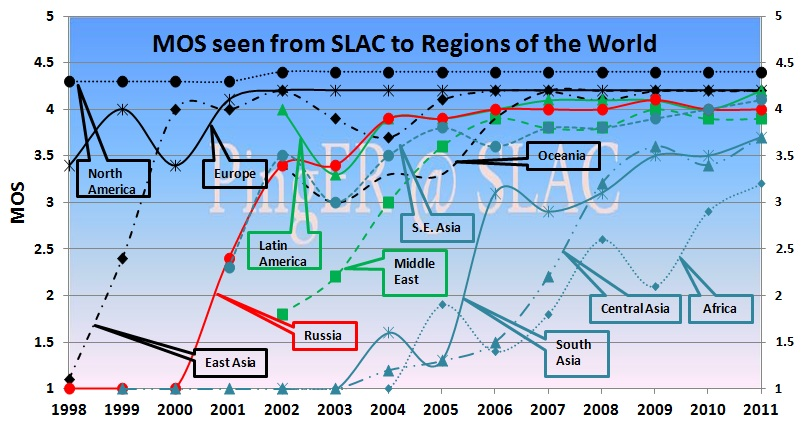 MOS seen from SLAC to Regions of the World
5
4.5
4
3.5
3
2.5
2
1.5
1
MOS
5
4.5
4
3.5
3
2.5
2
1.5
1
PingER @ SLAC
North
America
Europe
Oceania
S.E. Asia
Latin
America
Middle
East
Central Asia
Africa
Russia
South
Asia
East Asia
1998 1999 2000 2001 2002 2003 2004 2005 2006 2007 2008 2009 2010 2011